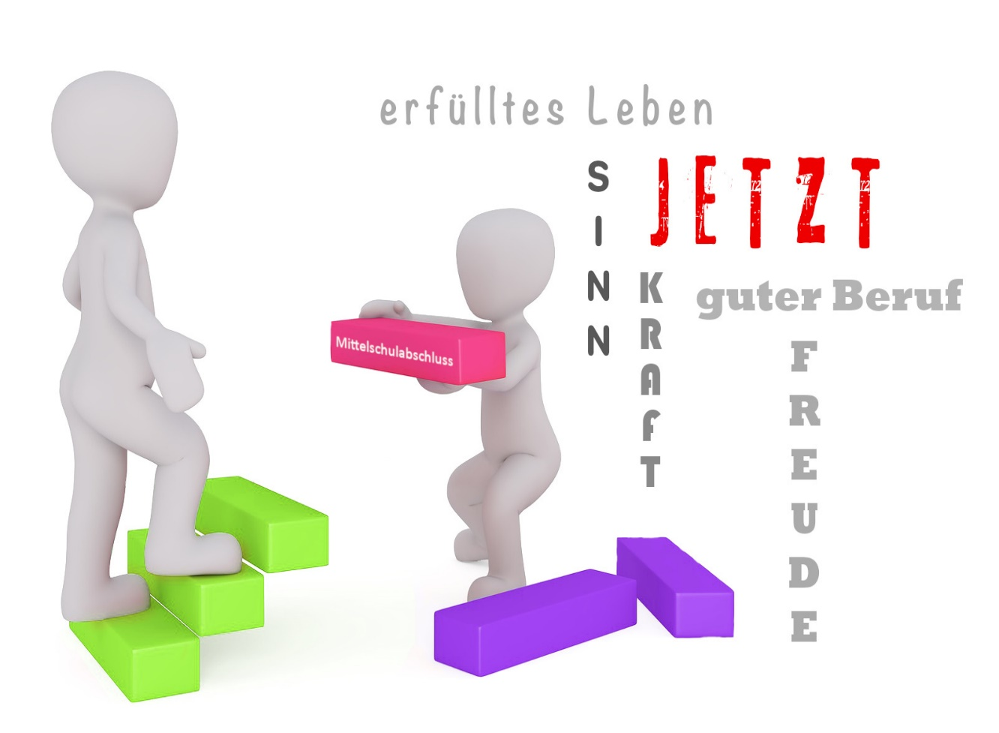 erfülltes Leben
SINN
JETZT
KRAFT
guter Beruf
FREUDE
Mittelschulabschluss